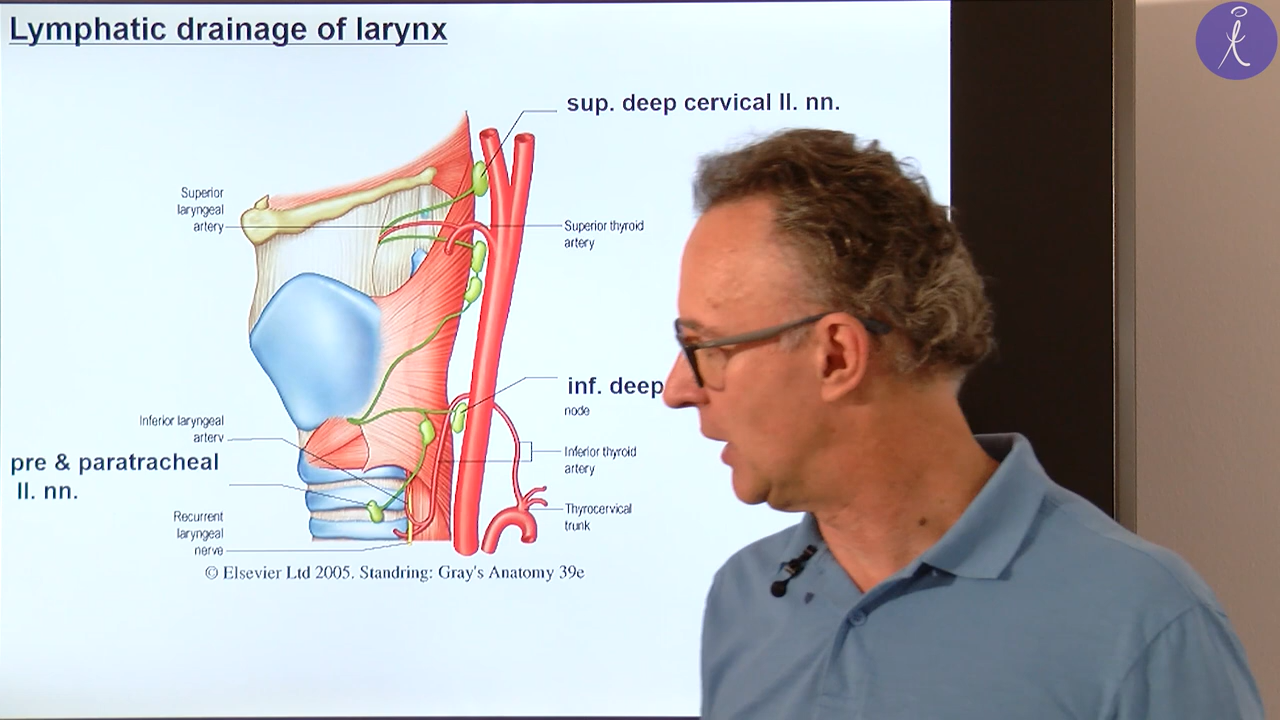 Lymphatic drainage of larynx
sup. deep cervical ll. nn.
Superior
laryngeal
artery
Superior thyroid
artery
inf. deep
node
Inferior laryngeal
artery
pre & paratracheal
ll. nn.
Inferior thyroid
artery
Recurrent
laryngeal
nerve
Thyrocervical
trunk
© Elsevier Ltd 2005. Standring: Gray's Anatomy 39e